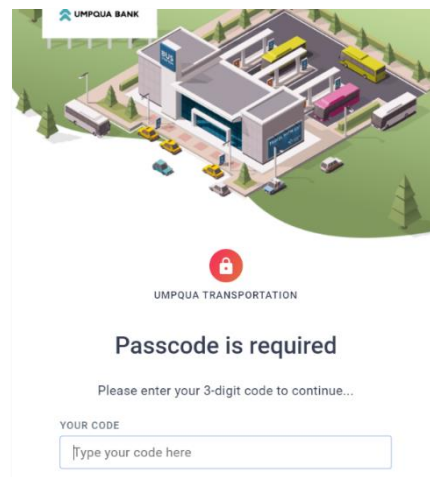 UMPQUA BANK
BUS
UMPQUA TRANSPORTATION
Passcode is required
Please enter your 3-digit code to continue...
YOUR CODE
Type your code here